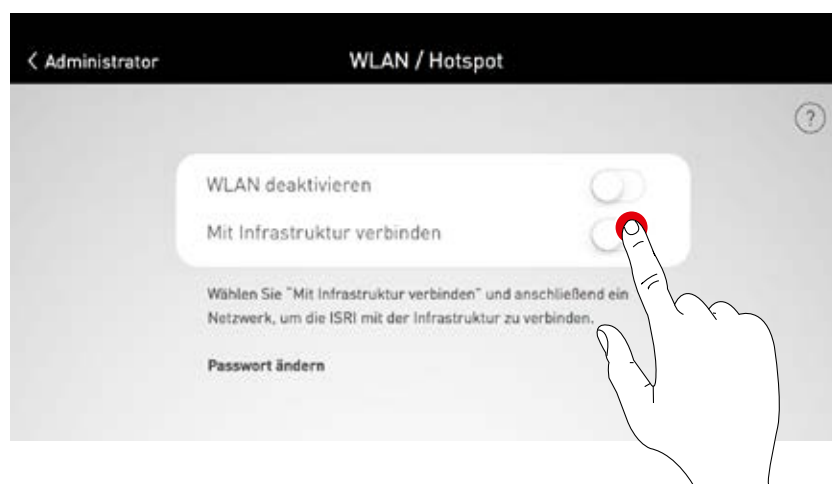 < Administrator
WLAN / Hotspot
?
WLAN deaktivieren
Mit Infrastruktur verbinden
Wählen Sie "Mit Infrastruktur verbinden" und anschließend ein
Netzwerk, um die ISRI mit der Infrastruktur zu verbinden.
Passwort ändern